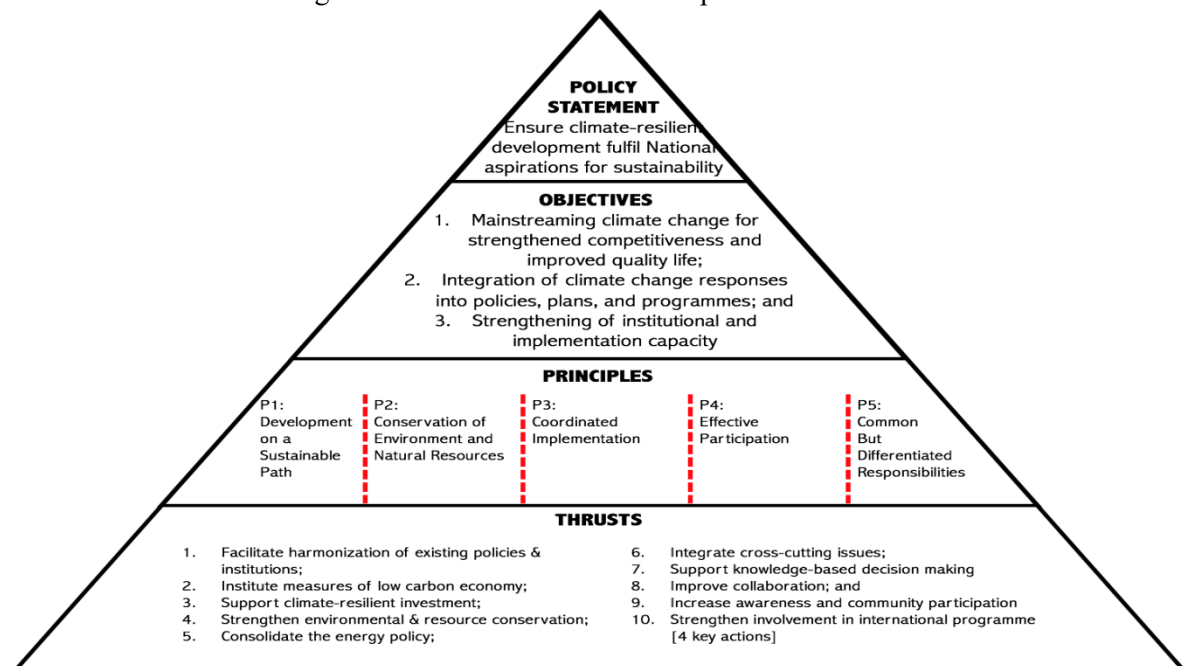 POLICY
STATEMENT
Ensure climate-resilient
development fulfil National
aspirations for sustainability
OBJECTIVES
1. Mainstreaming climate change for
strengthened competitiveness and
improved quality life;
2. Integration of climate change responses
into policies, plans, and programmes; and
3. Strengthening of institutional and
implementation capacity
PRINCIPLES
P1:
Development
on a
Sustainable
Path
P2:
Conservation of
Environment and
Natural Resources
P3:
Coordinated
Implementation
P4:
Effective
Participation
P5:
Common
But
Differentiated
Responsibilities
THRUSTS
1. Facilitate harmonization of existing policies &
institutions;
2. Institute measures of low carbon economy;
3. Support climate-resilient investment;
4. Strengthen environmental & resource conservation;
5. Consolidate the energy policy;
6. Integrate cross-cutting issues;
7. Support knowledge-based decision making
8. Improve collaboration; and
9. Increase awareness and community participation
10. Strengthen involvement in international programme
[4 key actions]